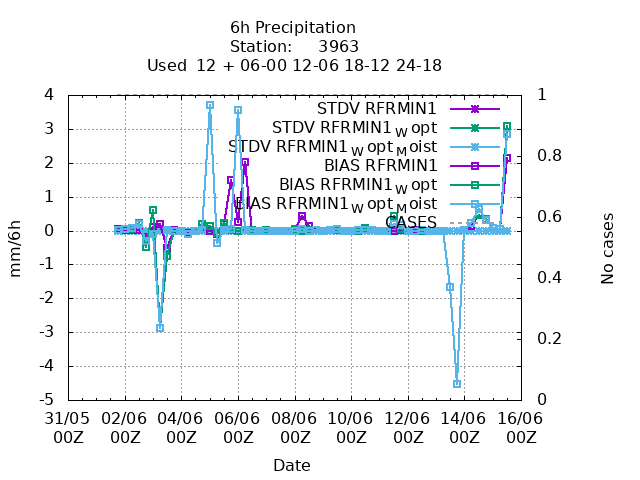 6h Precipitation
Station: 3963
Used 12 + 06-00 12-06 18-12 24-18
STDV RFRMIN1
STDV RFRMIN1_W opt
STDV RFRMIN1_W opt_M oist
BIAS RFRMIN1
BIAS RFRMIN1_W opt
BIAS RFRMIN1_W opt_M oist
CASES
mm/6h
4
3
2
1
0
-1
-2
-3
-4
-5
No cases
1
0.8
0.6
0.4
0.2
0
31/05 02/06 04/06 06/06 08/06 10/06 12/06 14/06 16/06
00Z 00Z 00Z 00Z 00Z 00Z 00Z 00Z 00Z
Date